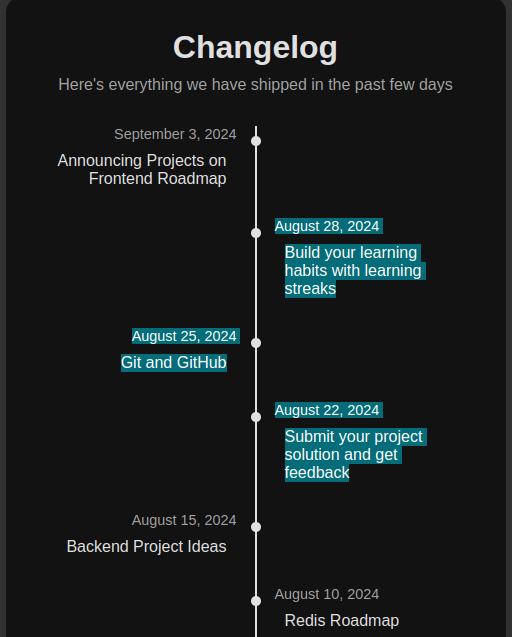 Changelog
Here's everything we have shipped in the past few days
September 3, 2024
Announcing Projects on
Frontend Roadmap
August 28, 2024
Build your learning
habits with learning
streaks
August 25, 2024
Git and GitHub
August 22, 2024
Submit your project
solution and get
feedback
August 15, 2024
Backend Project Ideas
August 10, 2024
Redis Roadmap